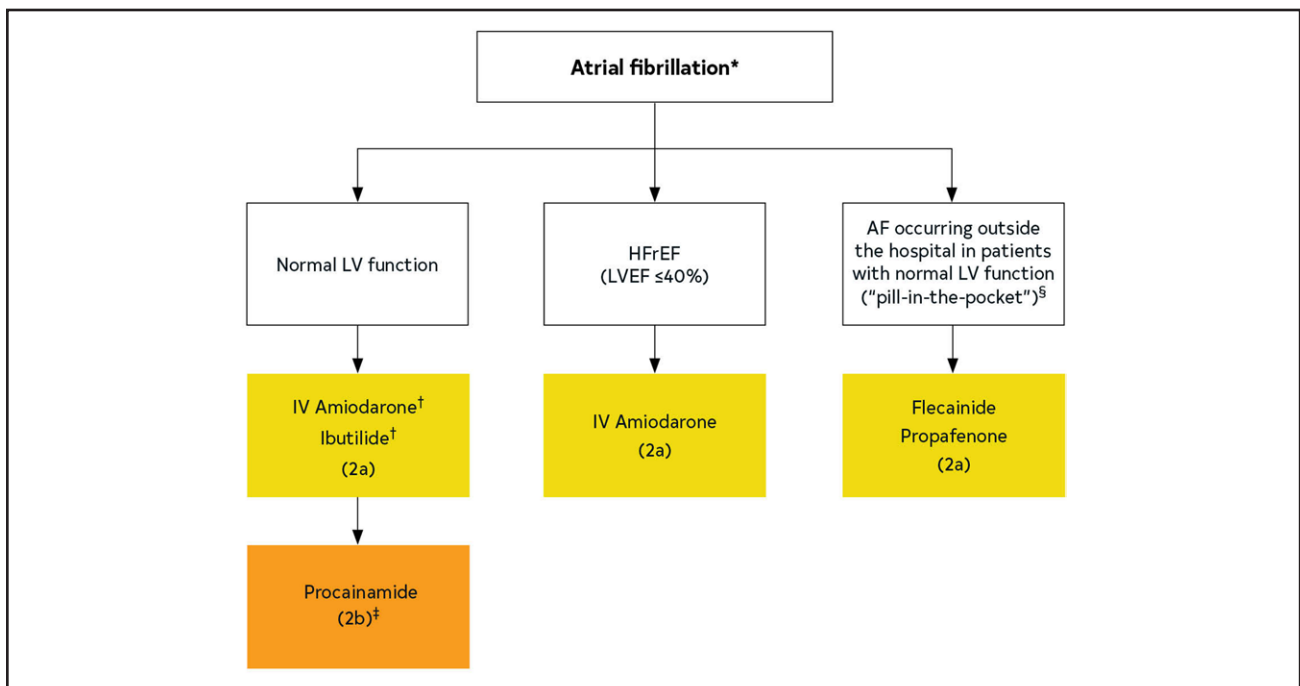 Atrial fibrillation*
Normal LV function
HFrEF
(LVEF ≤40%)
AF occurring outside
the hospital in patients
with normal LV function
(“pill-in-the-pocket”)§
IV Amiodarone†
Ibutilide†
(2a)
IV Amiodarone
(2a)
Flecainide
Propafenone
(2a)
Procainamide
(2b)‡